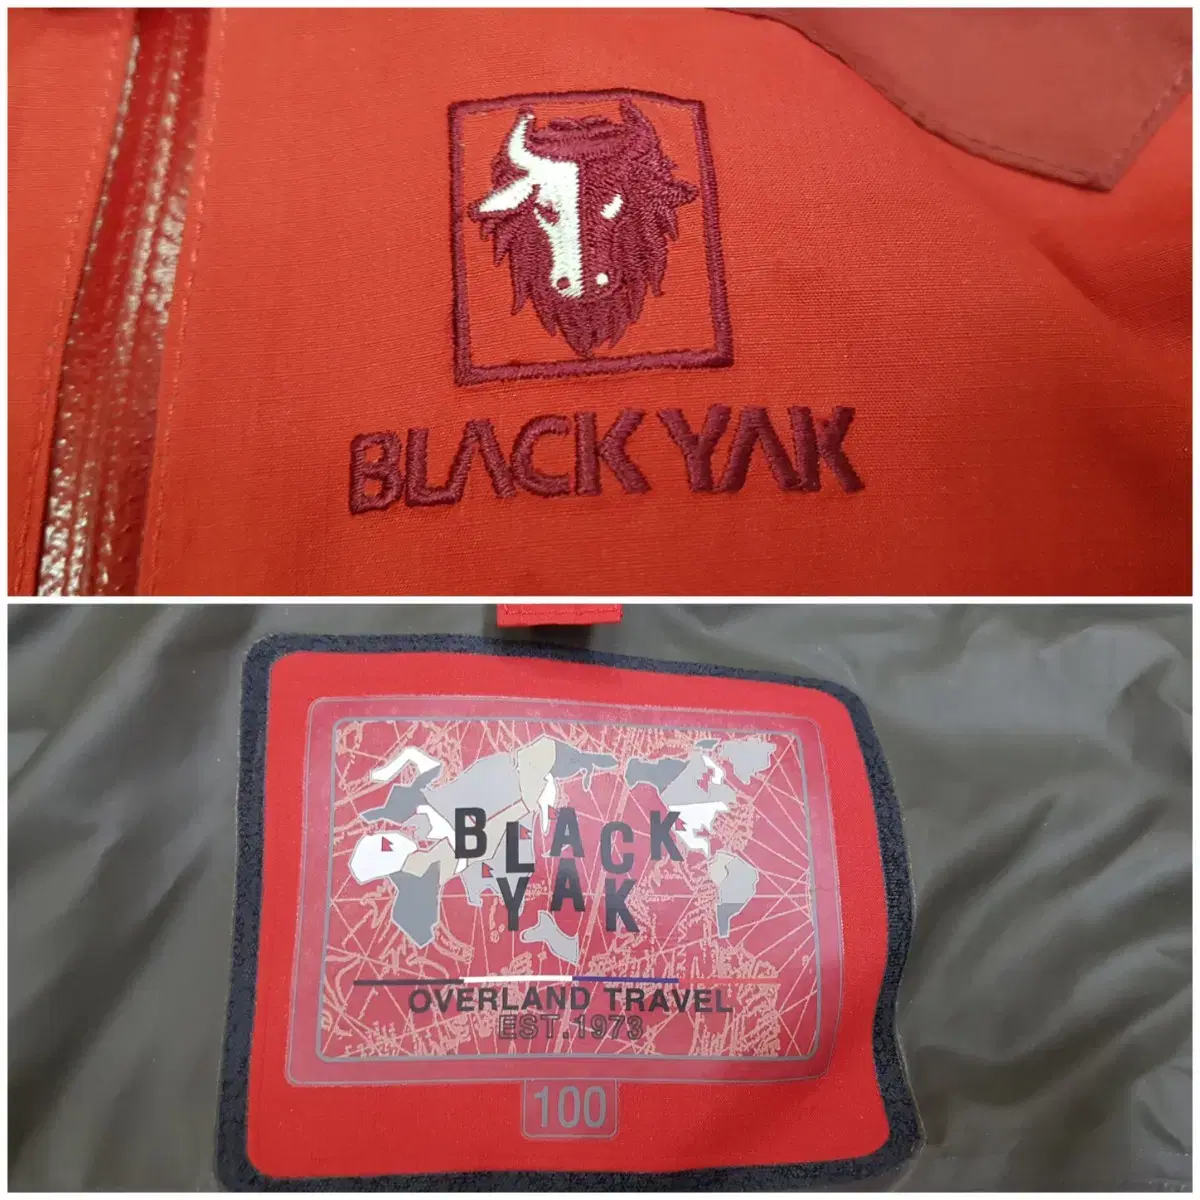 BLACK YAK
BLACK
YAK
OVERLAND TRAVEL
EST.1973
100